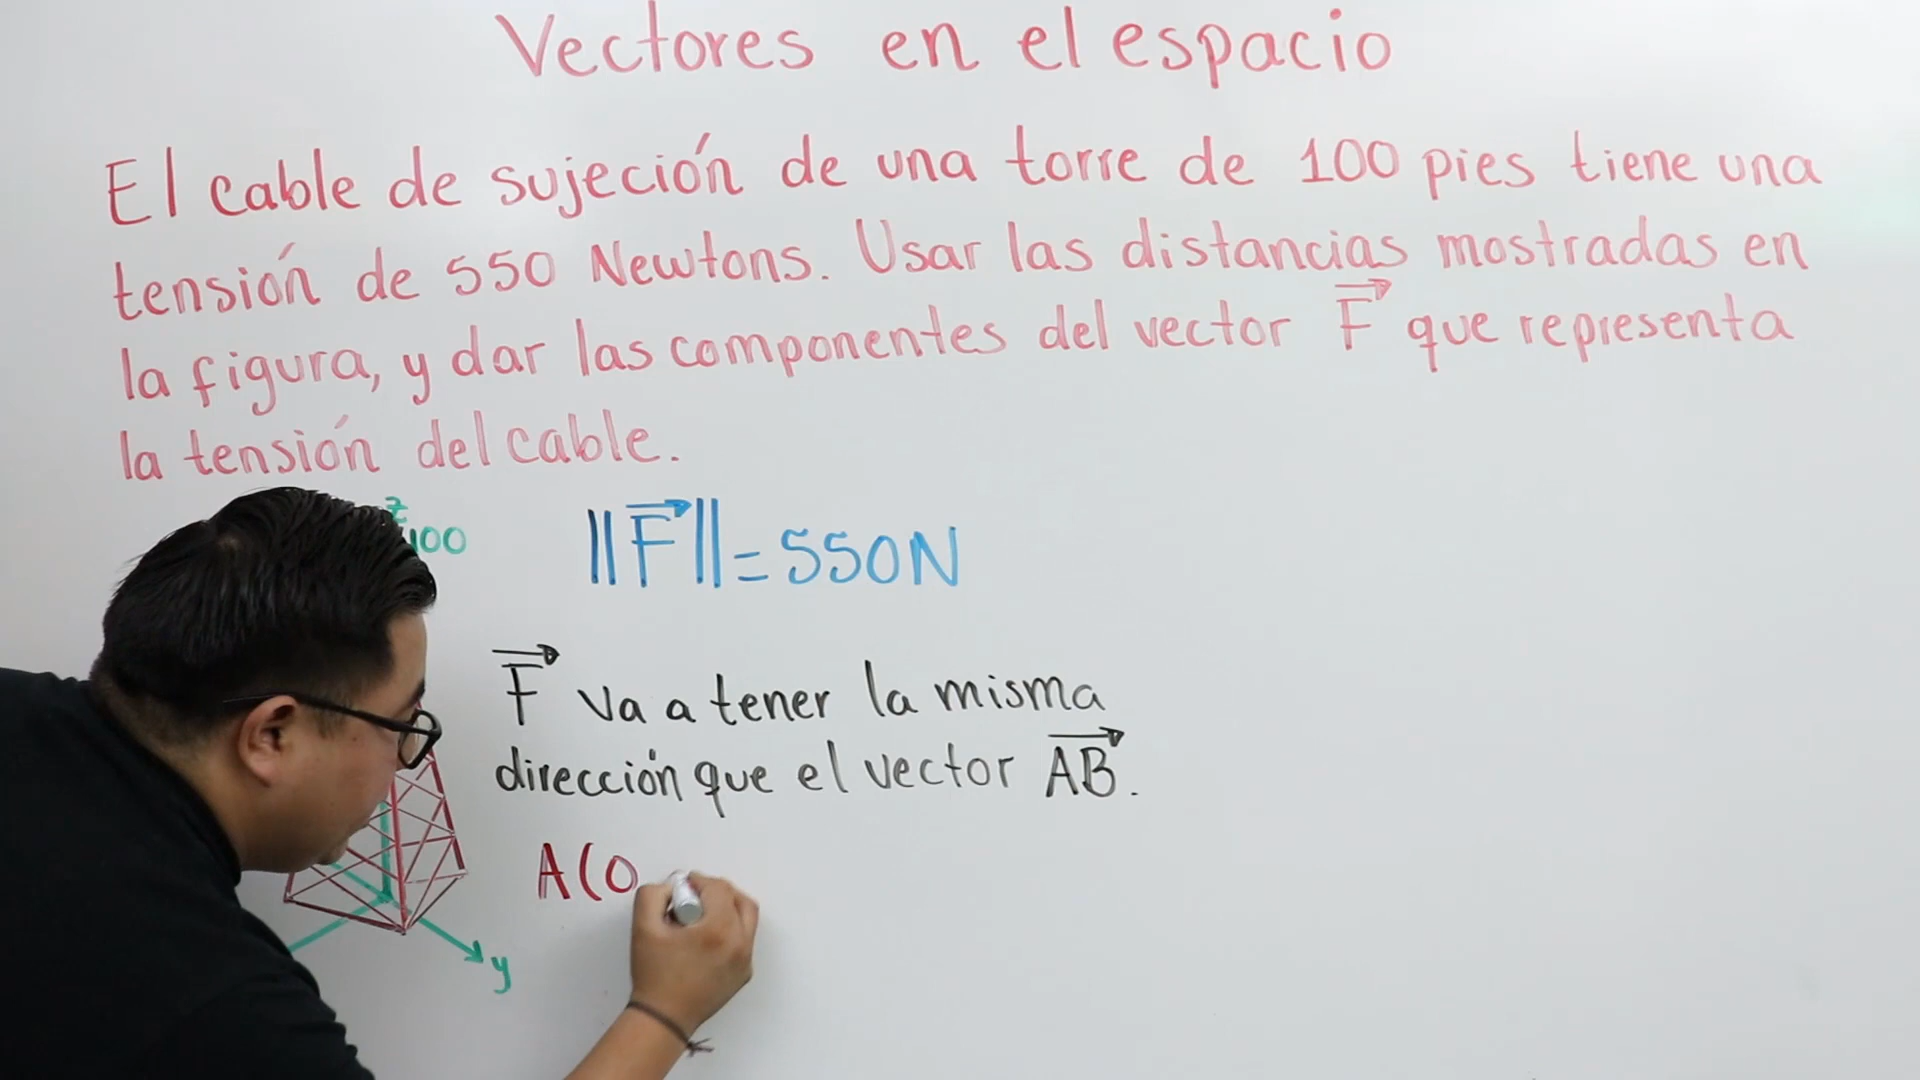 Vectores en el espacio
El cable de sujeción de una torre de 100 pies tiene una
tensión de 550 Newtons. Usar las distancias mostradas en
la figura, y dar las componentes del vector F que representa
la tensión del cable.
z
100
||F|| = 550N
F va a tener la misma
dirección que el vector AB.
A(0
y